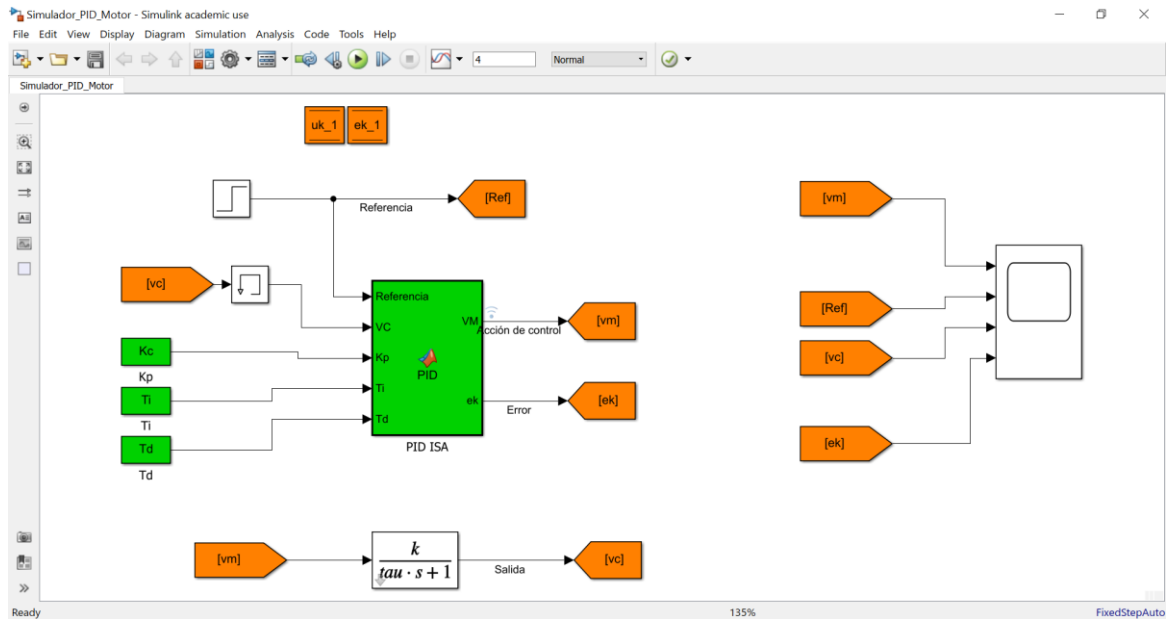 Simulador_PID_Motor - Simulink academic use
File Edit View Display Diagram Simulation Analysis Code Tools Help
4
Normal
Simulador_PID_Motor
uk_1 ek_1
[Ref]
Referencia
[vm]
[vc]
Referencia
VC
Kp
Ti
Td
VM
ek
PID
PID ISA
Acción de control
[vm]
Error
[ek]
Kc
Kp
Ti
Ti
Td
Td
[Ref]
[vc]
[ek]
[vm]
k
tau · s + 1
Salida
[vc]
Ready
135%
FixedStepAuto